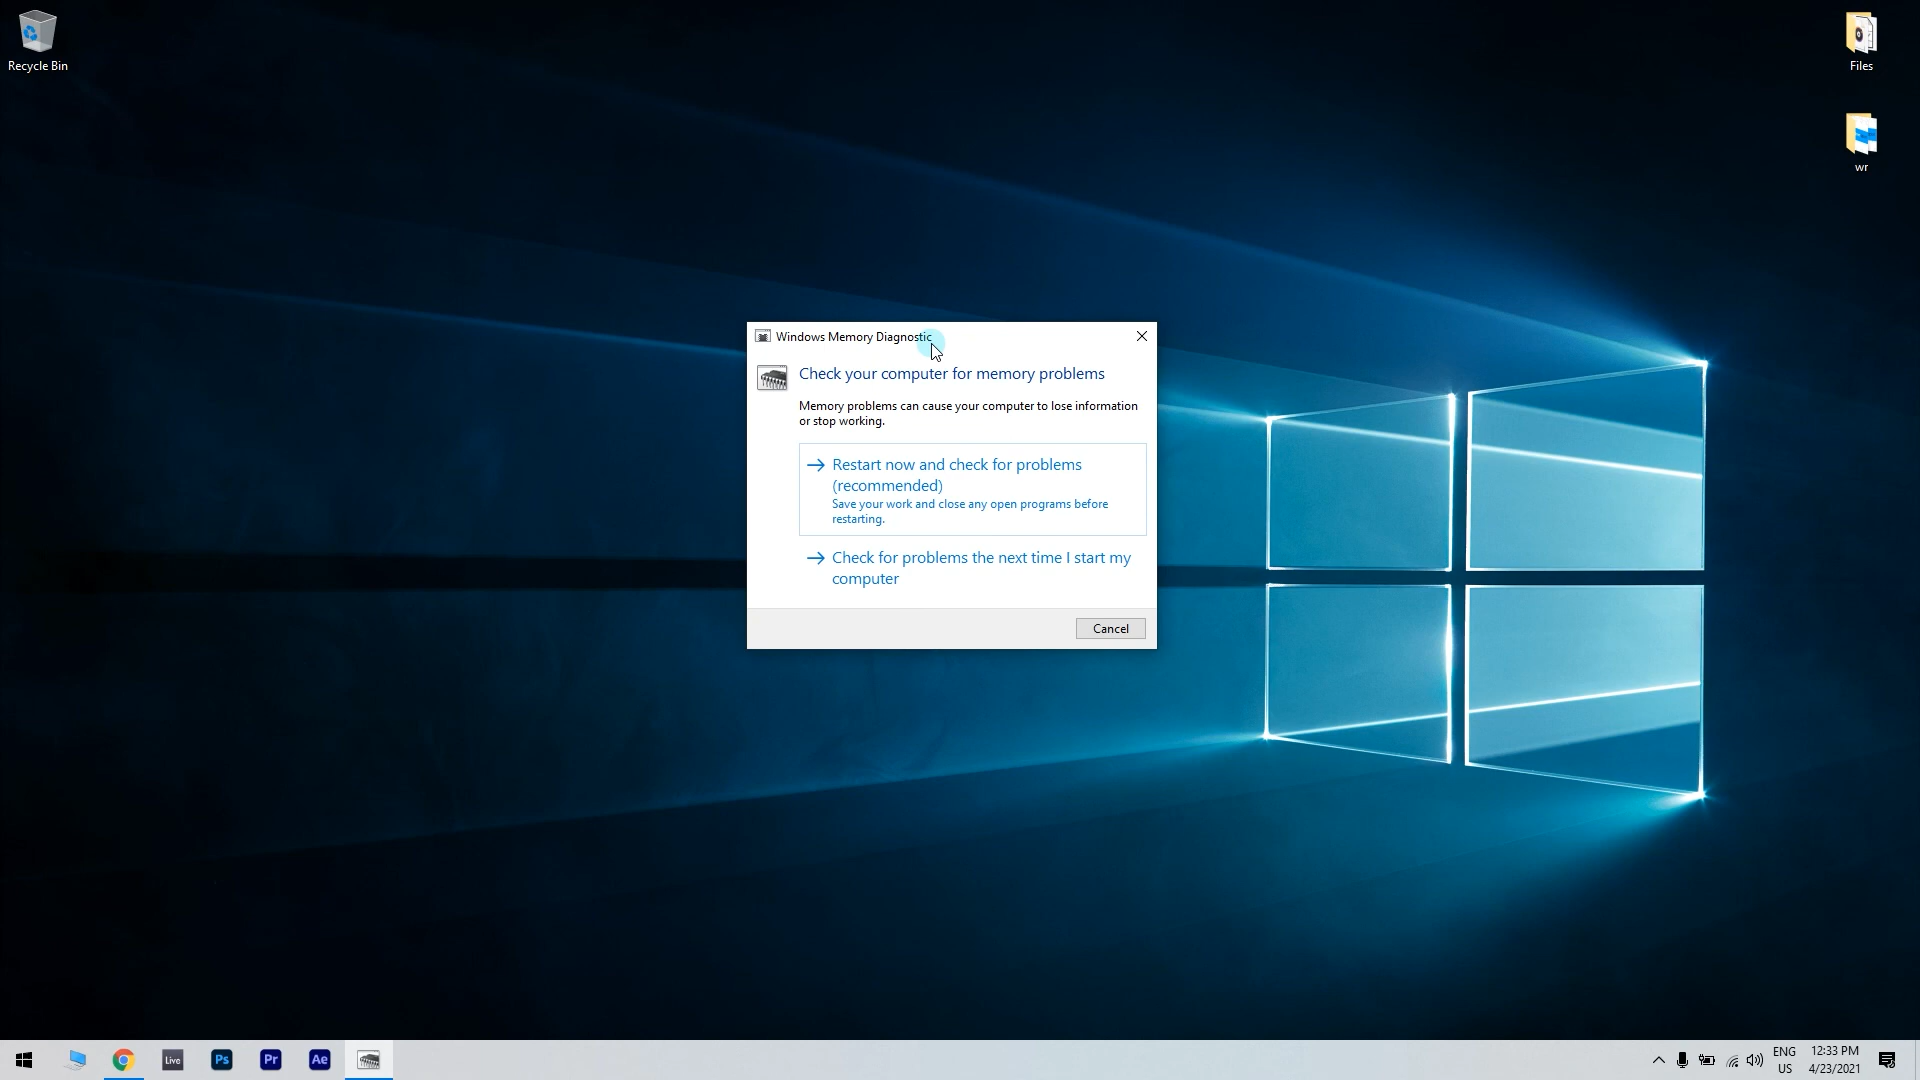 Recycle Bin
Files
wr
Windows Memory Diagnostic
Check your computer for memory problems
Memory problems can cause your computer to lose information
or stop working.
Restart now and check for problems
(recommended)
Save your work and close any open programs before
restarting.
Check for problems the next time I start my
computer
Cancel
Live
Ps
Pr
Ae
ENG
US
12:33 PM
4/23/2021